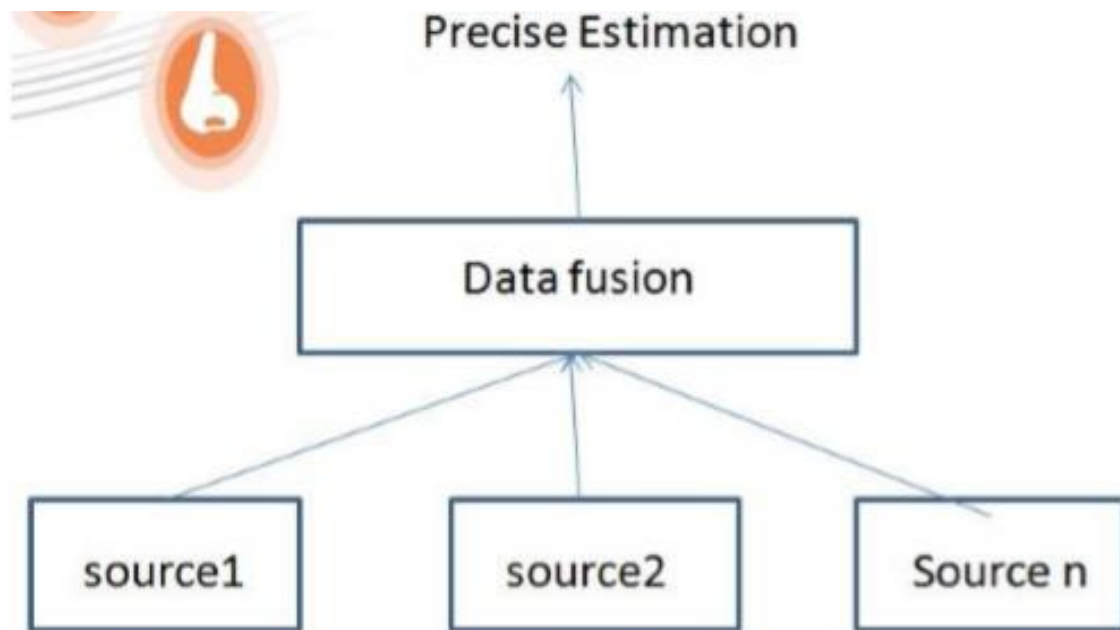 Precise Estimation
Data fusion
source1
source2
Source n